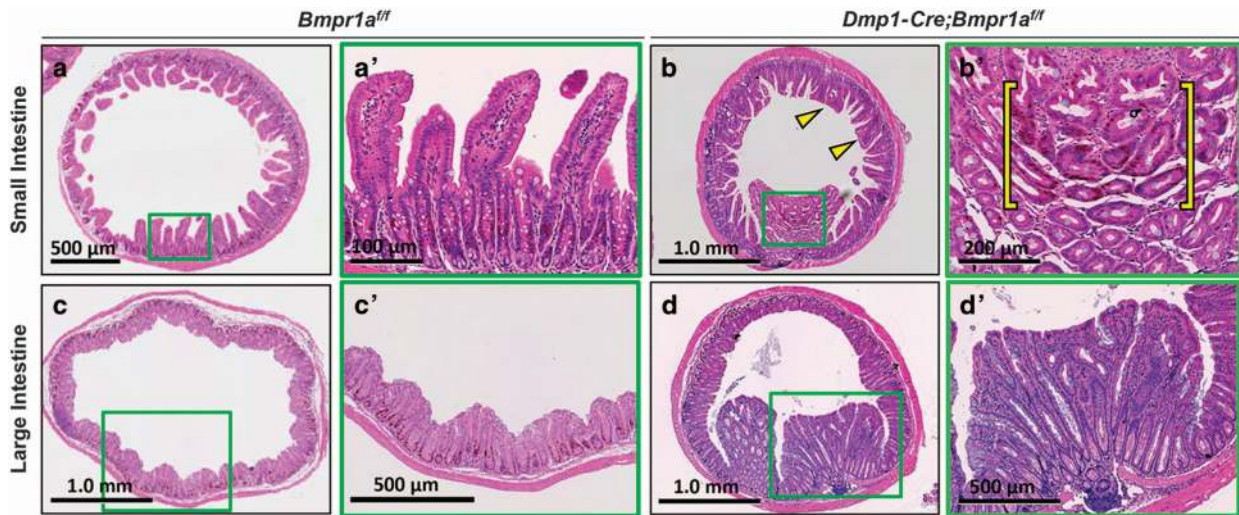 Bmpr1a^f/f
Dmp1-Cre;Bmpr1a^f/f
Small Intestine
a
500 µm
a'
100 µm
b
1.0 mm
b'
200 µm
Large Intestine
c
1.0 mm
c'
500 µm
d
1.0 mm
d'
500 µm